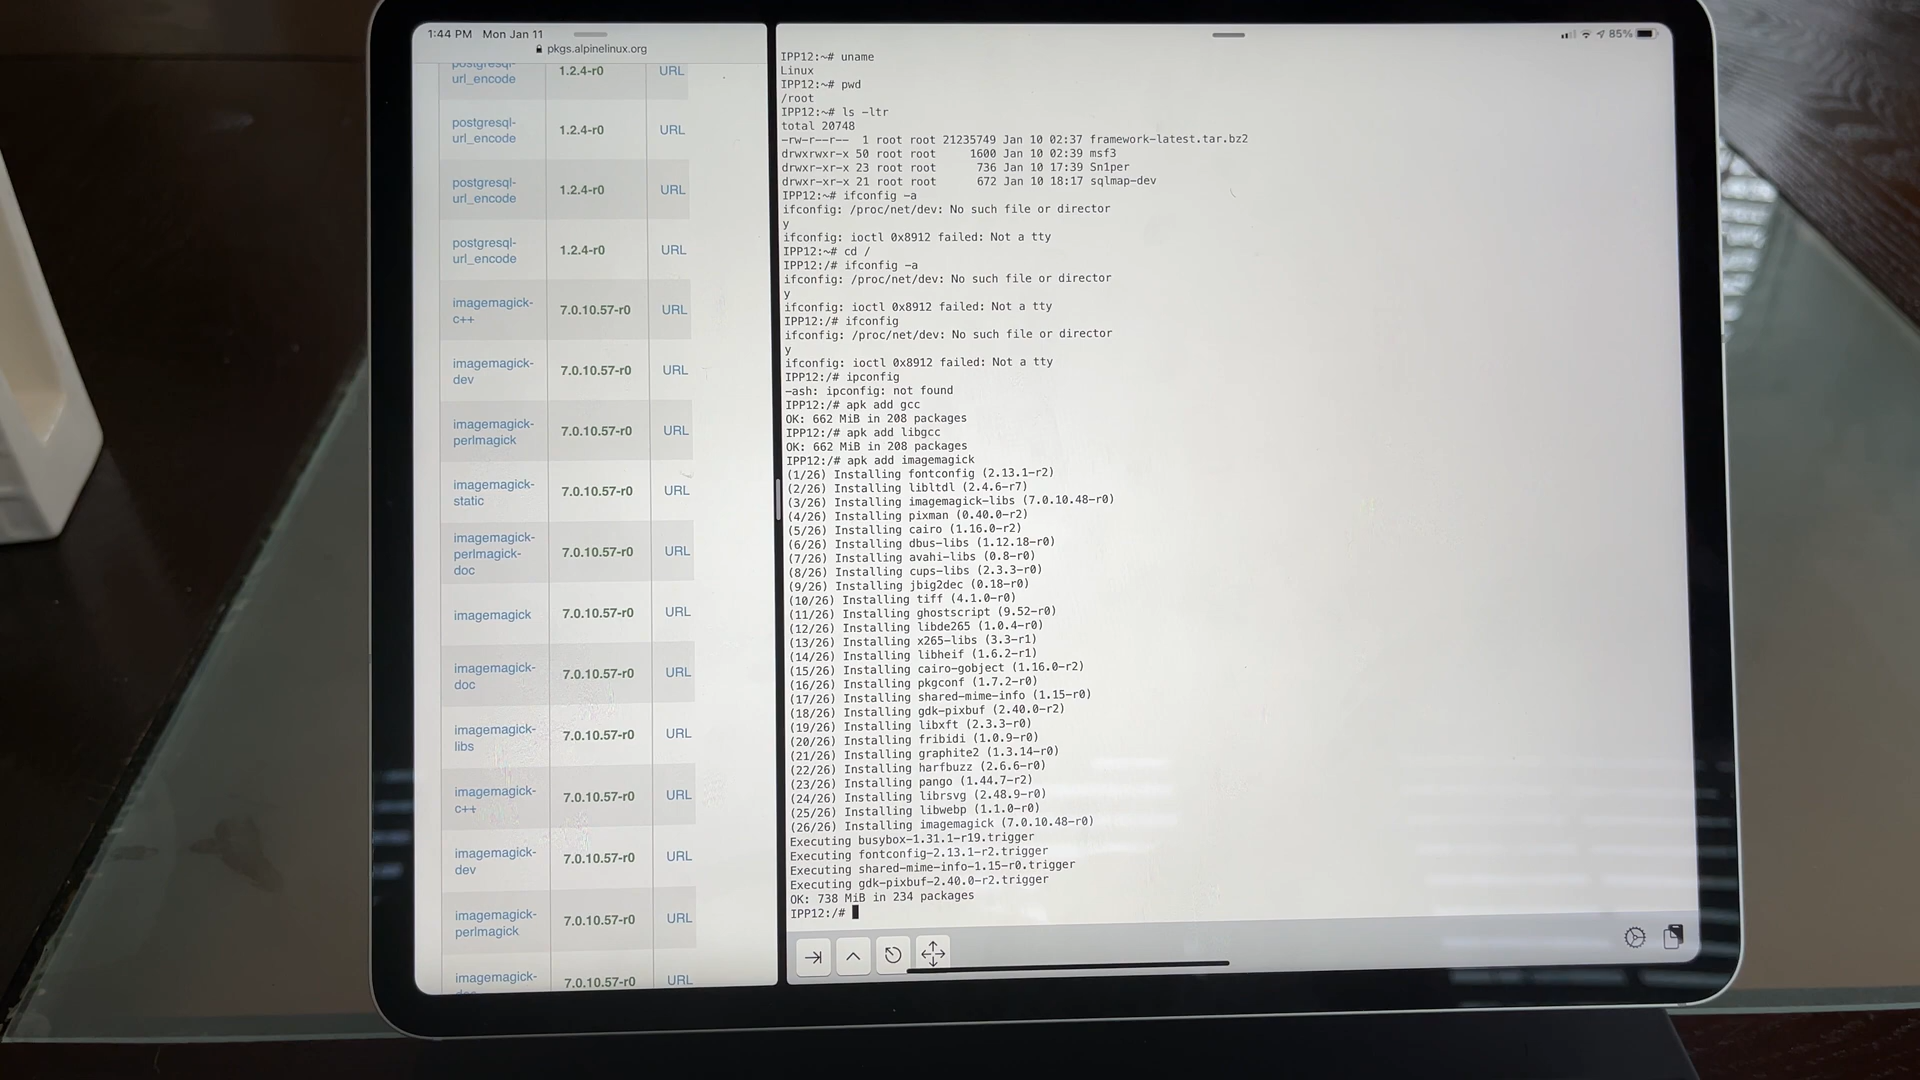 1:44 PM Mon Jan 11
pkgs.alpinelinux.org
postgresql-
url_encode
1.2.4-r0
URL
postgresql-
url_encode
1.2.4-r0
URL
postgresql-
url_encode
1.2.4-r0
URL
postgresql-
url_encode
1.2.4-r0
URL
imagemagick-
c++
7.0.10.57-r0
URL
imagemagick-
dev
7.0.10.57-r0
URL
imagemagick-
perlmagick
7.0.10.57-r0
URL
imagemagick-
static
7.0.10.57-r0
URL
imagemagick-
perlmagick-
doc
7.0.10.57-r0
URL
imagemagick
7.0.10.57-r0
URL
imagemagick-
doc
7.0.10.57-r0
URL
imagemagick-
libs
7.0.10.57-r0
URL
imagemagick-
c++
7.0.10.57-r0
URL
imagemagick-
dev
7.0.10.57-r0
URL
imagemagick-
perlmagick
7.0.10.57-r0
URL
imagemagick-
7.0.10.57-r0
URL
85%
IPP12:~# uname
Linux
IPP12:~# pwd
/root
IPP12:~# ls -ltr
total 20748
-rw-r--r-- 1 root root 21235749 Jan 10 02:37 framework-latest.tar.bz2
drwxrwxr-x 50 root root 1600 Jan 10 02:39 msf3
drwxr-xr-x 23 root root 736 Jan 10 17:39 Sn1per
drwxr-xr-x 21 root root 672 Jan 10 18:17 sqlmap-dev
IPP12:~# ifconfig -a
ifconfig: /proc/net/dev: No such file or director
y
ifconfig: ioctl 0x8912 failed: Not a tty
IPP12:~# cd /
IPP12:/# ifconfig -a
ifconfig: /proc/net/dev: No such file or director
y
ifconfig: ioctl 0x8912 failed: Not a tty
IPP12:/# ifconfig
ifconfig: /proc/net/dev: No such file or director
y
ifconfig: ioctl 0x8912 failed: Not a tty
IPP12:/# ipconfig
-ash: ipconfig: not found
IPP12:/# apk add gcc
OK: 662 MiB in 208 packages
IPP12:/# apk add libgcc
OK: 662 MiB in 208 packages
IPP12:/# apk add imagemagick
(1/26) Installing fontconfig (2.13.1-r2)
(2/26) Installing libltdl (2.4.6-r7)
(3/26) Installing imagemagick-libs (7.0.10.48-r0)
(4/26) Installing pixman (0.40.0-r2)
(5/26) Installing cairo (1.16.0-r2)
(6/26) Installing dbus-libs (1.12.18-r0)
(7/26) Installing avahi-libs (0.8-r0)
(8/26) Installing cups-libs (2.3.3-r0)
(9/26) Installing jbig2dec (0.18-r0)
(10/26) Installing tiff (4.1.0-r0)
(11/26) Installing ghostscript (9.52-r0)
(12/26) Installing libde265 (1.0.4-r0)
(13/26) Installing x265-libs (3.3-r1)
(14/26) Installing libheif (1.6.2-r1)
(15/26) Installing cairo-gobject (1.16.0-r2)
(16/26) Installing pkgconf (1.7.2-r0)
(17/26) Installing shared-mime-info (1.15-r0)
(18/26) Installing gdk-pixbuf (2.40.0-r2)
(19/26) Installing libxft (2.3.3-r0)
(20/26) Installing fribidi (1.0.9-r0)
(21/26) Installing graphite2 (1.3.14-r0)
(22/26) Installing harfbuzz (2.6.6-r0)
(23/26) Installing pango (1.44.7-r2)
(24/26) Installing librsvg (2.48.9-r0)
(25/26) Installing libwebp (1.1.0-r0)
(26/26) Installing imagemagick (7.0.10.48-r0)
Executing busybox-1.31.1-r19.trigger
Executing fontconfig-2.13.1-r2.trigger
Executing shared-mime-info-1.15-r0.trigger
Executing gdk-pixbuf-2.40.0-r2.trigger
OK: 738 MiB in 234 packages
IPP12:/#